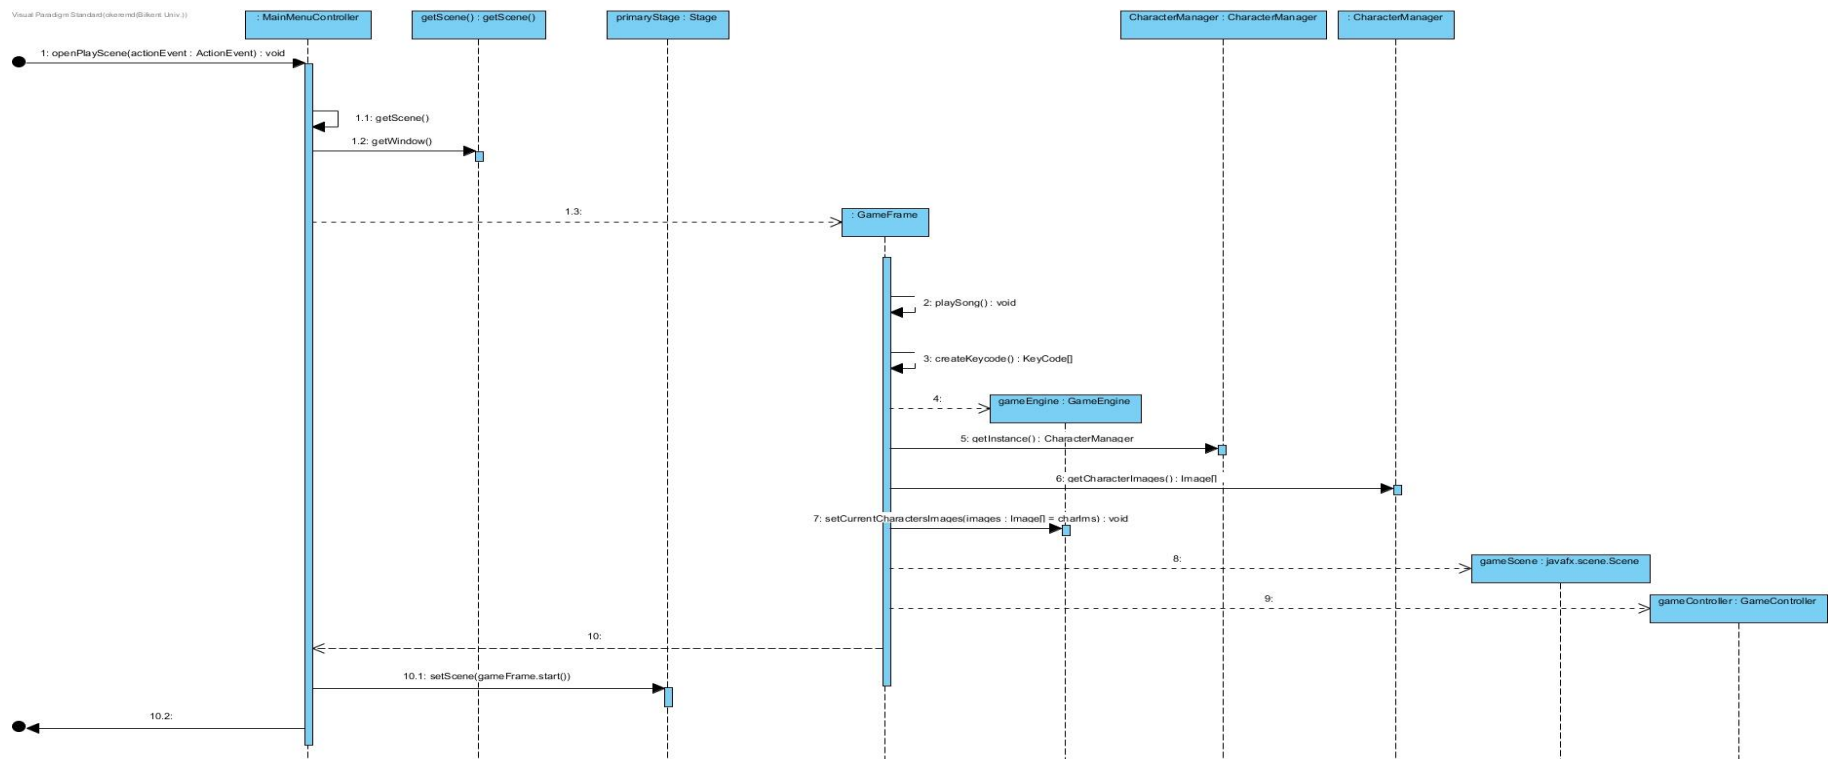 Visual Paradigm Standard(okeremd(Bilkent Univ.))
: MainMenuController
getScene() : getScene()
primaryStage : Stage
CharacterManager : CharacterManager
: CharacterManager
1: openPlayScene(actionEvent : ActionEvent) : void
1.1: getScene()
1.2: getWindow()
1.3:
: GameFrame
2: playSong() : void
3: createKeycode() : KeyCode[]
4:
gameEngine : GameEngine
5: getInstance() : CharacterManager
6: getCharacterImages() : Image[]
7: setCurrentCharactersImages(images : Image[] = charIms) : void
8:
gameScene : javafx.scene.Scene
9:
gameController : GameController
10:
10.1: setScene(gameFrame.start())
10.2: